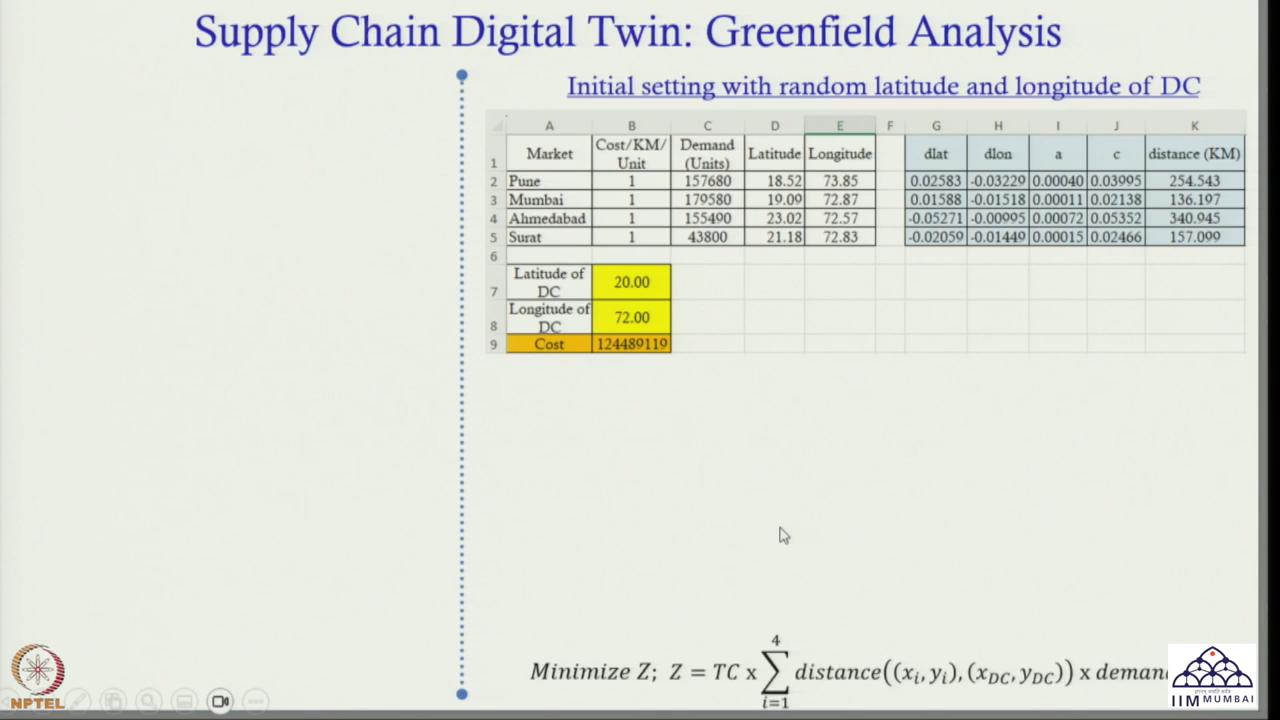 Supply Chain Digital Twin: Greenfield Analysis
Initial setting with random latitude and longitude of DC
A B C D E F G H I J K
1 Market Cost/KM/ Unit Demand (Units) Latitude Longitude dlat dlon a c distance (KM)
2 Pune 1 157680 18.52 73.85 0.02583 -0.03229 0.00040 0.03995 254.543
3 Mumbai 1 179580 19.09 72.87 0.01588 -0.01518 0.00011 0.02138 136.197
4 Ahmedabad 1 155490 23.02 72.57 -0.05271 -0.00995 0.00072 0.05352 340.945
5 Surat 1 43800 21.18 72.83 -0.02059 -0.01449 0.00015 0.02466 157.099
6
7 Latitude of DC 20.00
8 Longitude of DC 72.00
9 Cost 124489119
Minimize Z; Z = TC x ∑ 4 i=1 distance((xᵢ, yᵢ), (x_DC, y_DC)) x deman
NPTEL
IIM MUMBAI